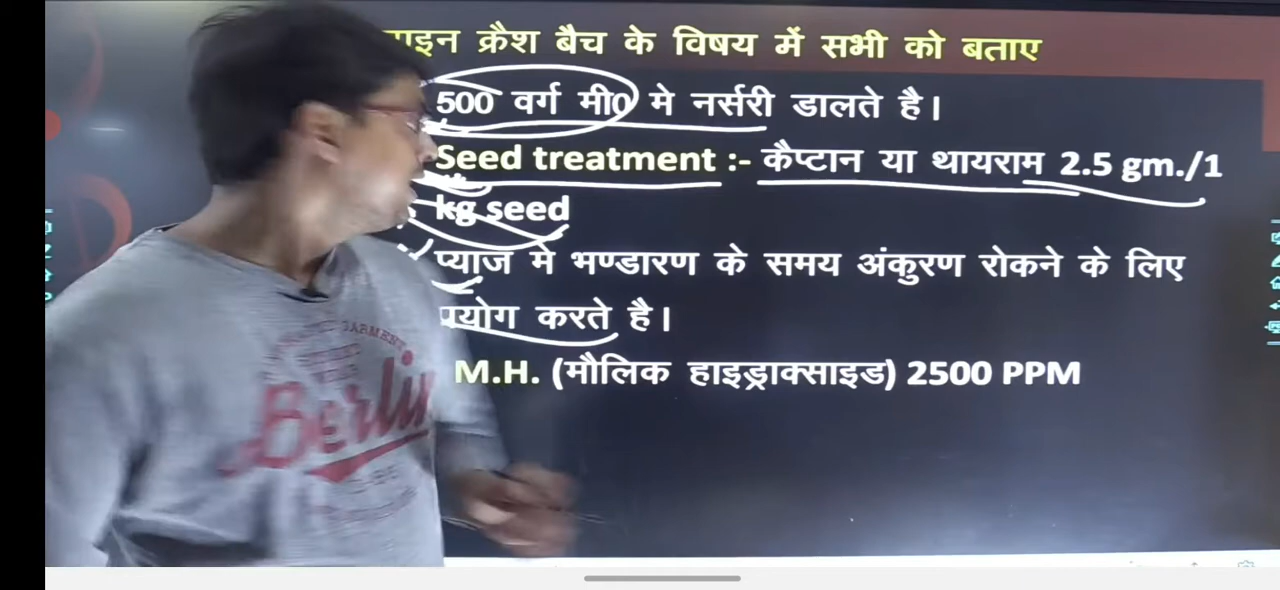 क्रैश बैच के विषय में सभी को बताए
500 वर्ग मी0 मे नर्सरी डालते है।
Seed treatment :- कैप्टान या थायराम 2.5 gm./1
kg seed
प्याज मे भण्डारण के समय अंकुरण रोकने के लिए
प्रयोग करते है।
M.H. (मौलिक हाइड्राक्साइड) 2500 PPM
GARMENT
Berlin